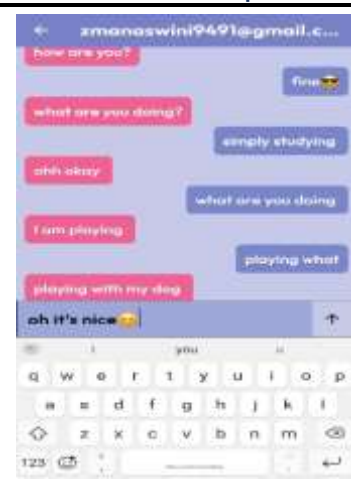 ← zmanaswini9491@gmail.c...
how are you?
fine😎
what are you doing?
simply studying
ohh okay
what are you doing
I am playing
playing what
playing with my dog
oh it's nice😊
I you
q w e r t y u i o p
a s d f g h j k l
z x c v b n m
123